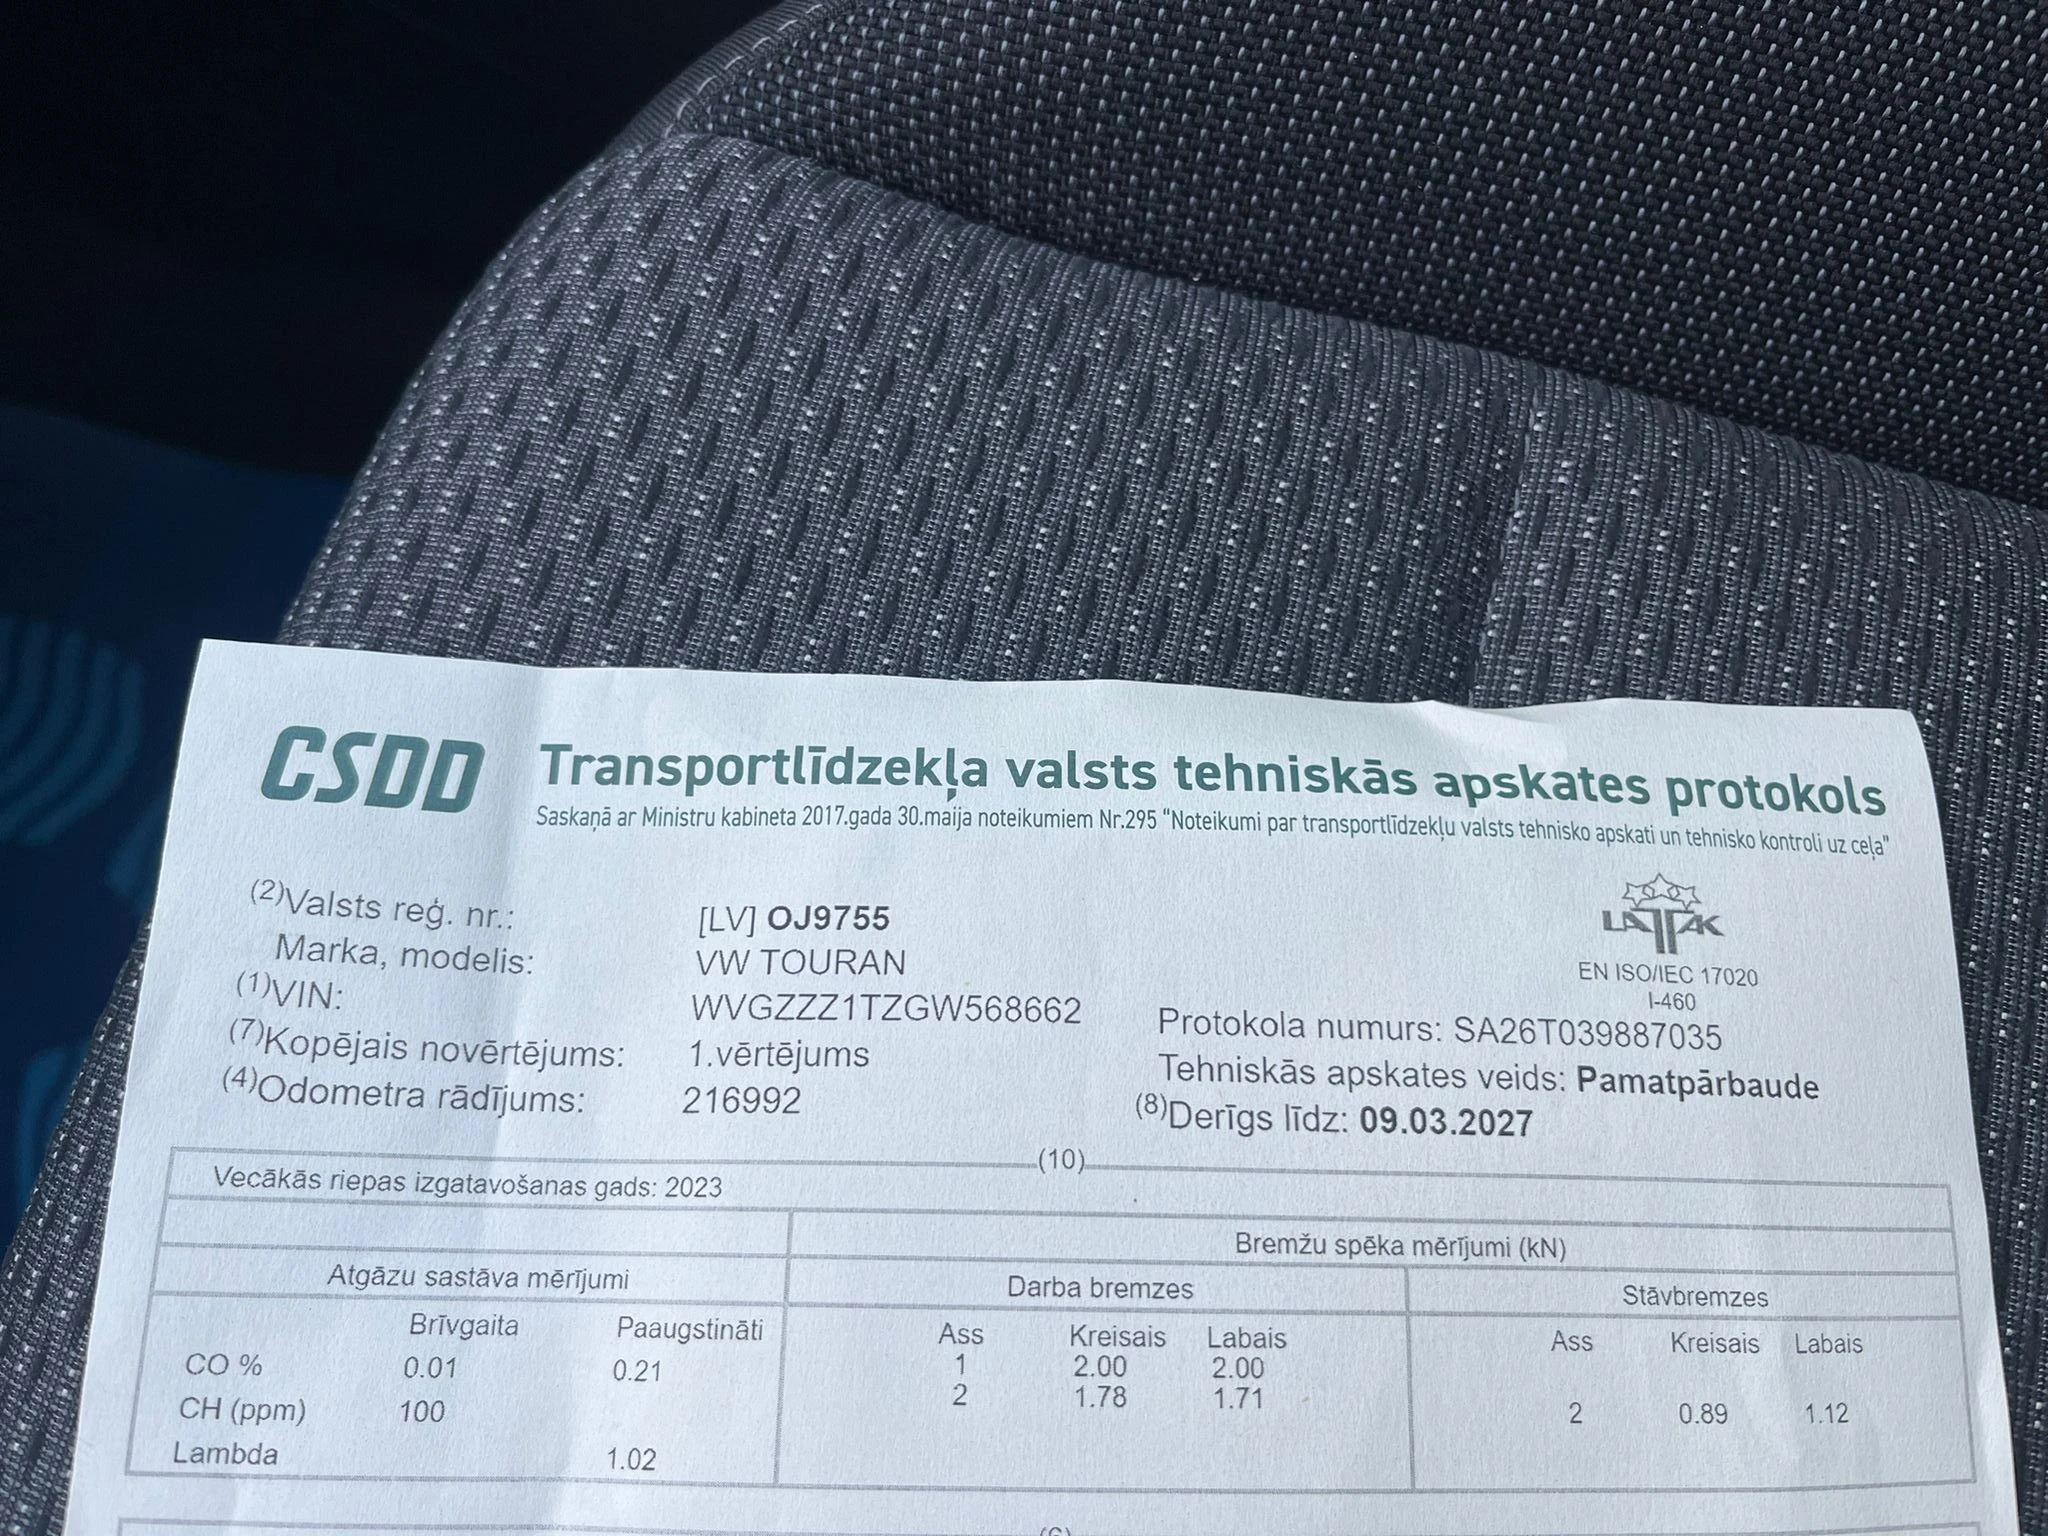 CSDD
Transportlīdzekļa valsts tehniskās apskates protokols
Saskaņā ar Ministru kabineta 2017.gada 30.maija noteikumiem Nr.295 "Noteikumi par transportlīdzekļu valsts tehnisko apskati un tehnisko kontroli uz ceļa"
LATAK
EN ISO/IEC 17020
I-460
(2)Valsts reģ. nr.: [LV] OJ9755
Marka, modelis: VW TOURAN
(1)VIN: WVGZZZ1TZGW568662
Protokola numurs: SA26T039887035
(7)Kopējais novērtējums: 1.vērtējums
Tehniskās apskates veids: Pamatpārbaude
(4)Odometra rādījums: 216992
(8)Derīgs līdz: 09.03.2027
(10)
Vecākās riepas izgatavošanas gads: 2023
Bremžu spēka mērījumi (kN)
Atgāzu sastāva mērījumi Darba bremzes Stāvbremzes
Brīvgaita Paaugstināti Ass Kreisais Labais Ass Kreisais Labais
CO % 0.01 0.21 1 2.00 2.00
CH (ppm) 100 2 1.78 1.71 2 0.89 1.12
Lambda 1.02
(6)